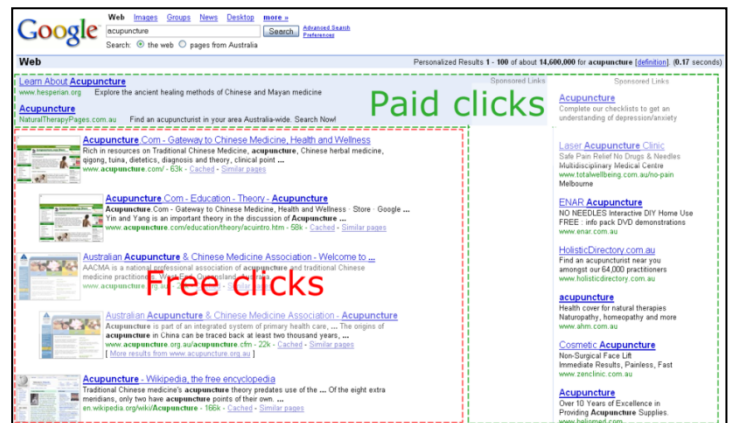 Google
Web Images Groups News Desktop more »
acupuncture Search Advanced Search
Preferences
Search: the web pages from Australia
Web Personalized Results 1 - 100 of about 14,600,000 for acupuncture [definition]. (0.17 seconds)
Learn About Acupuncture Sponsored Links
www.hesperian.org Explore the ancient healing methods of Chinese and Mayan medicine
Acupuncture
NaturalTherapyPages.com.au Find an acupuncturist in your area Australia-wide. Search Now!
Paid clicks
Acupuncture.Com - Gateway to Chinese Medicine, Health and Wellness
Rich in resources on Traditional Chinese Medicine, acupuncture, Chinese herbal medicine,
qigong, tuina, dietetics, diagnosis and theory, clinical point ...
www.acupuncture.com/ - 63k - Cached - Similar pages
Acupuncture.Com - Education - Theory - Acupuncture
Acupuncture.Com - Gateway to Chinese Medicine, Health and Wellness · Store · Google ...
Yin and Yang is an important theory in the discussion of Acupuncture ...
www.acupuncture.com/education/theory/acuintro.htm - 58k - Cached - Similar pages
Australian Acupuncture & Chinese Medicine Association - Welcome to ...
AACMA is a national professional association of acupuncture and traditional Chinese
medicine practitioners,
www.acupuncture.org
Free clicks
Australian Acupuncture & Chinese Medicine Association - Acupuncture
Acupuncture is part of an integrated system of primary health care, ... The origins of
acupuncture in China can be traced back at least two thousand years, ...
www.acupuncture.org.au/acupuncture.cfm - 22k - Cached - Similar pages
[ More results from www.acupuncture.org.au ]
Acupuncture - Wikipedia, the free encyclopedia
Traditional Chinese medicine's acupuncture theory predates use of the ... Of the eight extra
meridians, only two have acupuncture points of their own. ...
en.wikipedia.org/wiki/Acupuncture - 166k - Cached - Similar pages
Sponsored Links
Acupuncture
Complete our checklists to get an
understanding of depression/anxiety
Laser Acupuncture Clinic
Safe Pain Relief No Drugs & Needles
Multidisciplinary Medical Centre
www.totalwellbeing.com.au/no-pain
Melbourne
ENAR Acupuncture
NO NEEDLES Interactive DIY Home Use
FREE : info pack DVD demonstrations
www.enar.com.au
HolisticDirectory.com.au
Find an acupuncturist near you
amongst our 64,000 practitioners
www.holisticdirectory.com.au
acupuncture
Health cover for natural therapies
Naturopathy, homeopathy and more
www.ahm.com.au
Cosmetic Acupuncture
Non-Surgical Face Lift
Immediate Results, Painless, Fast
www.zenclinic.com.au
Acupuncture
Over 10 Years of Excellence in
Providing Acupuncture Supplies.
www.heliomed.com